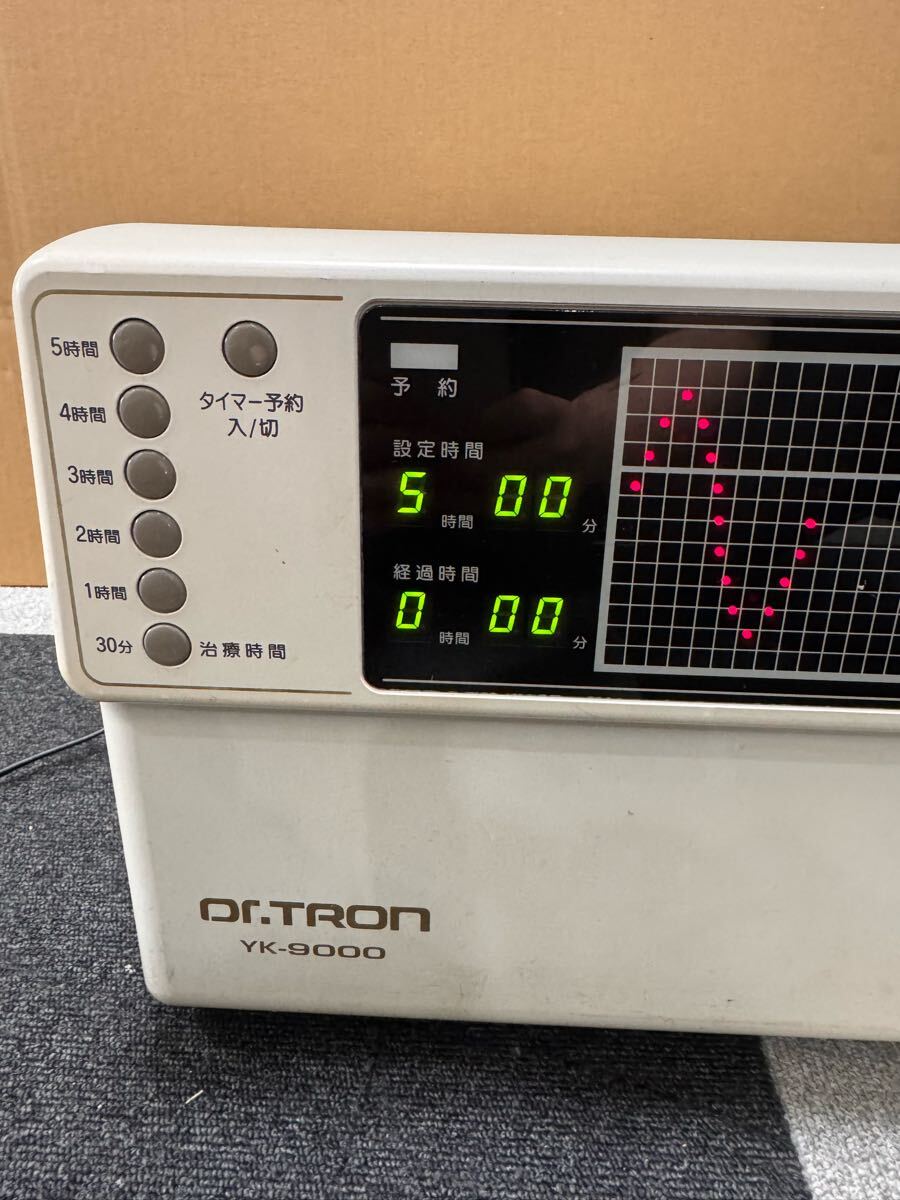 5時間
4時間
3時間
2時間
1時間
30分 治療時間
タイマー予約
入/切
予約
設定時間
5 時間 00 分
経過時間
0 時間 00 分
Dr.TRON
YK-9000